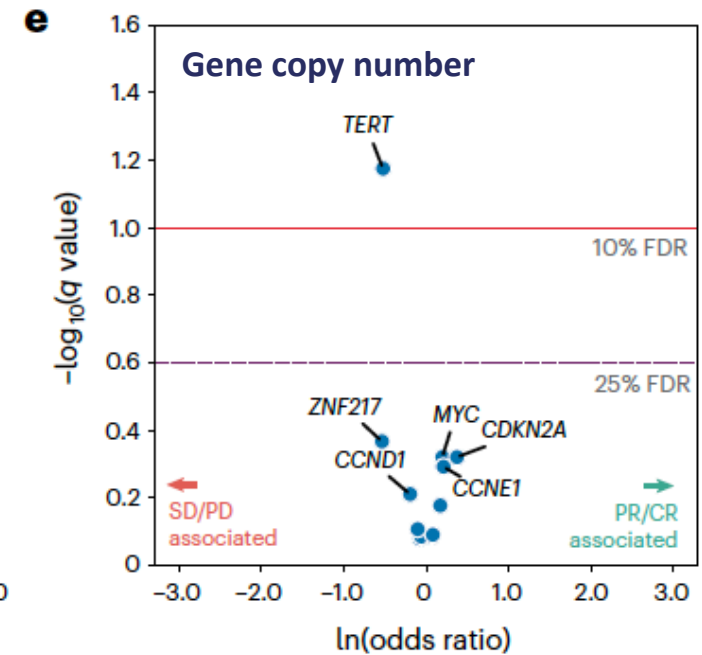 e
Gene copy number
1.6
1.4
1.2
1.0
0.8
0.6
0.4
0.2
0
–log10(q value)
TERT
10% FDR
25% FDR
ZNF217
MYC
CDKN2A
CCND1
CCNE1
SD/PD
associated
PR/CR
associated
0
–3.0 –2.0 –1.0 0 1.0 2.0 3.0
ln(odds ratio)